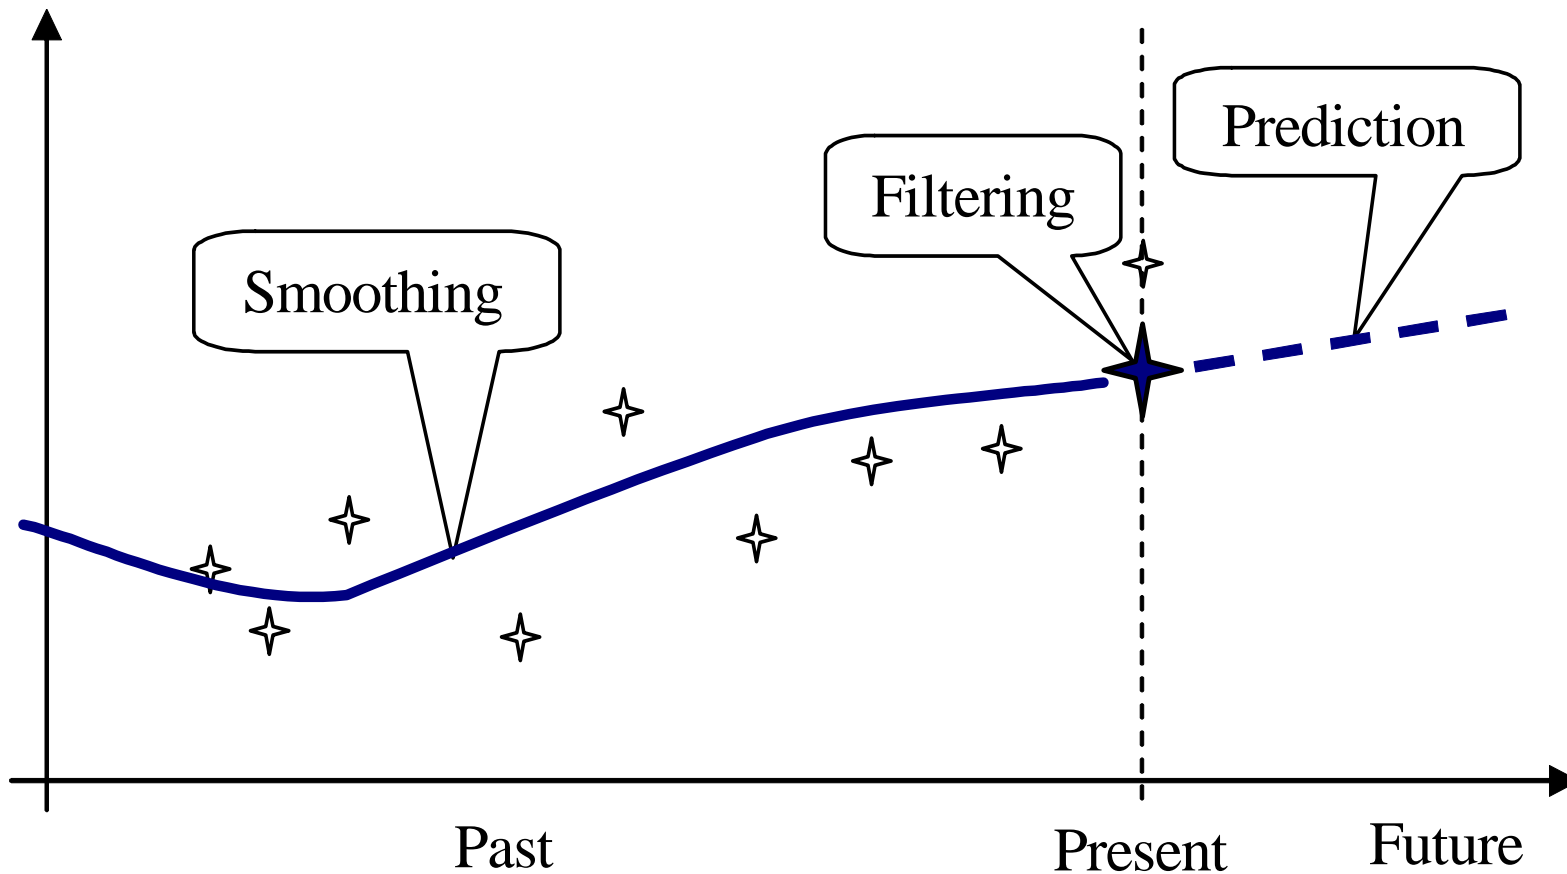 Prediction
Filtering
Smoothing
Past
Present
Future